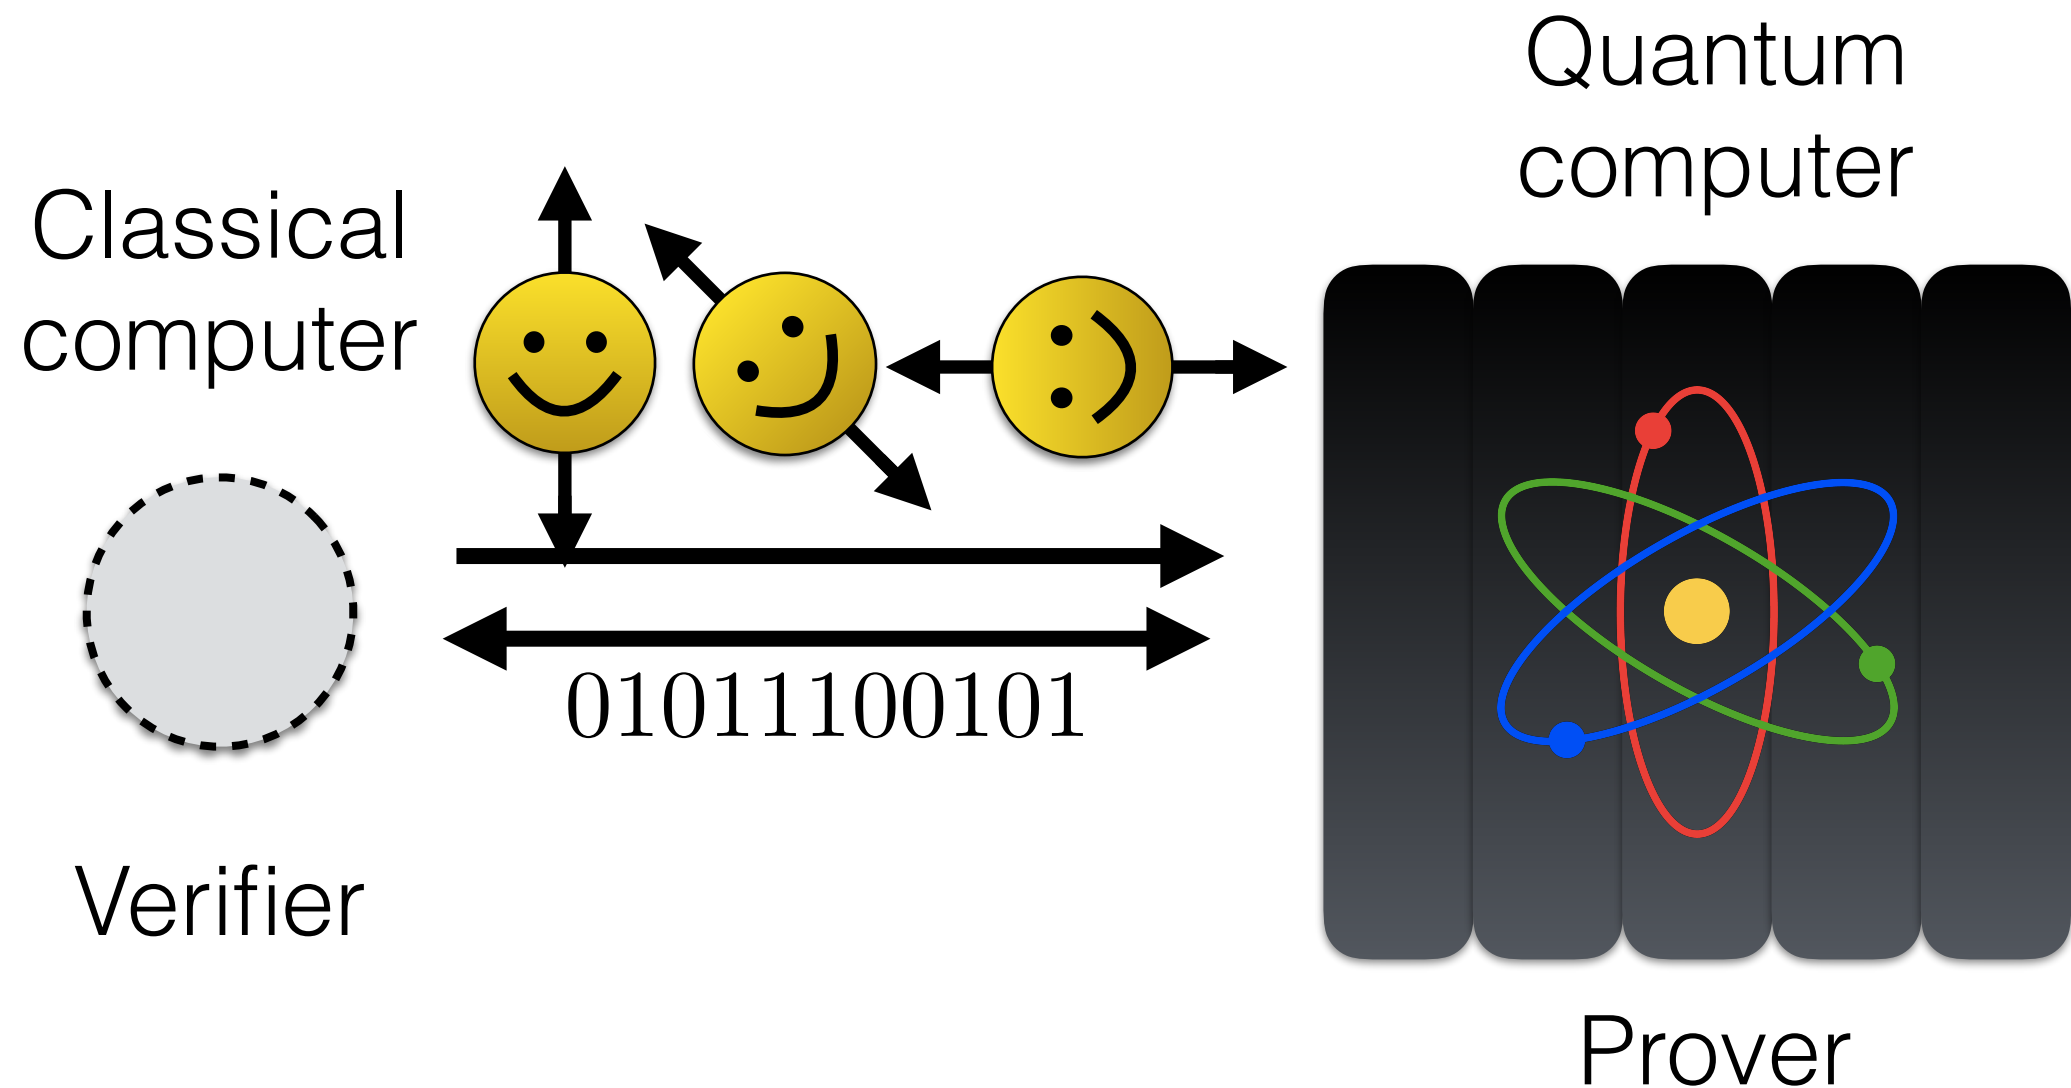 Classical
computer
Verifier
01011100101
Quantum
computer
Prover